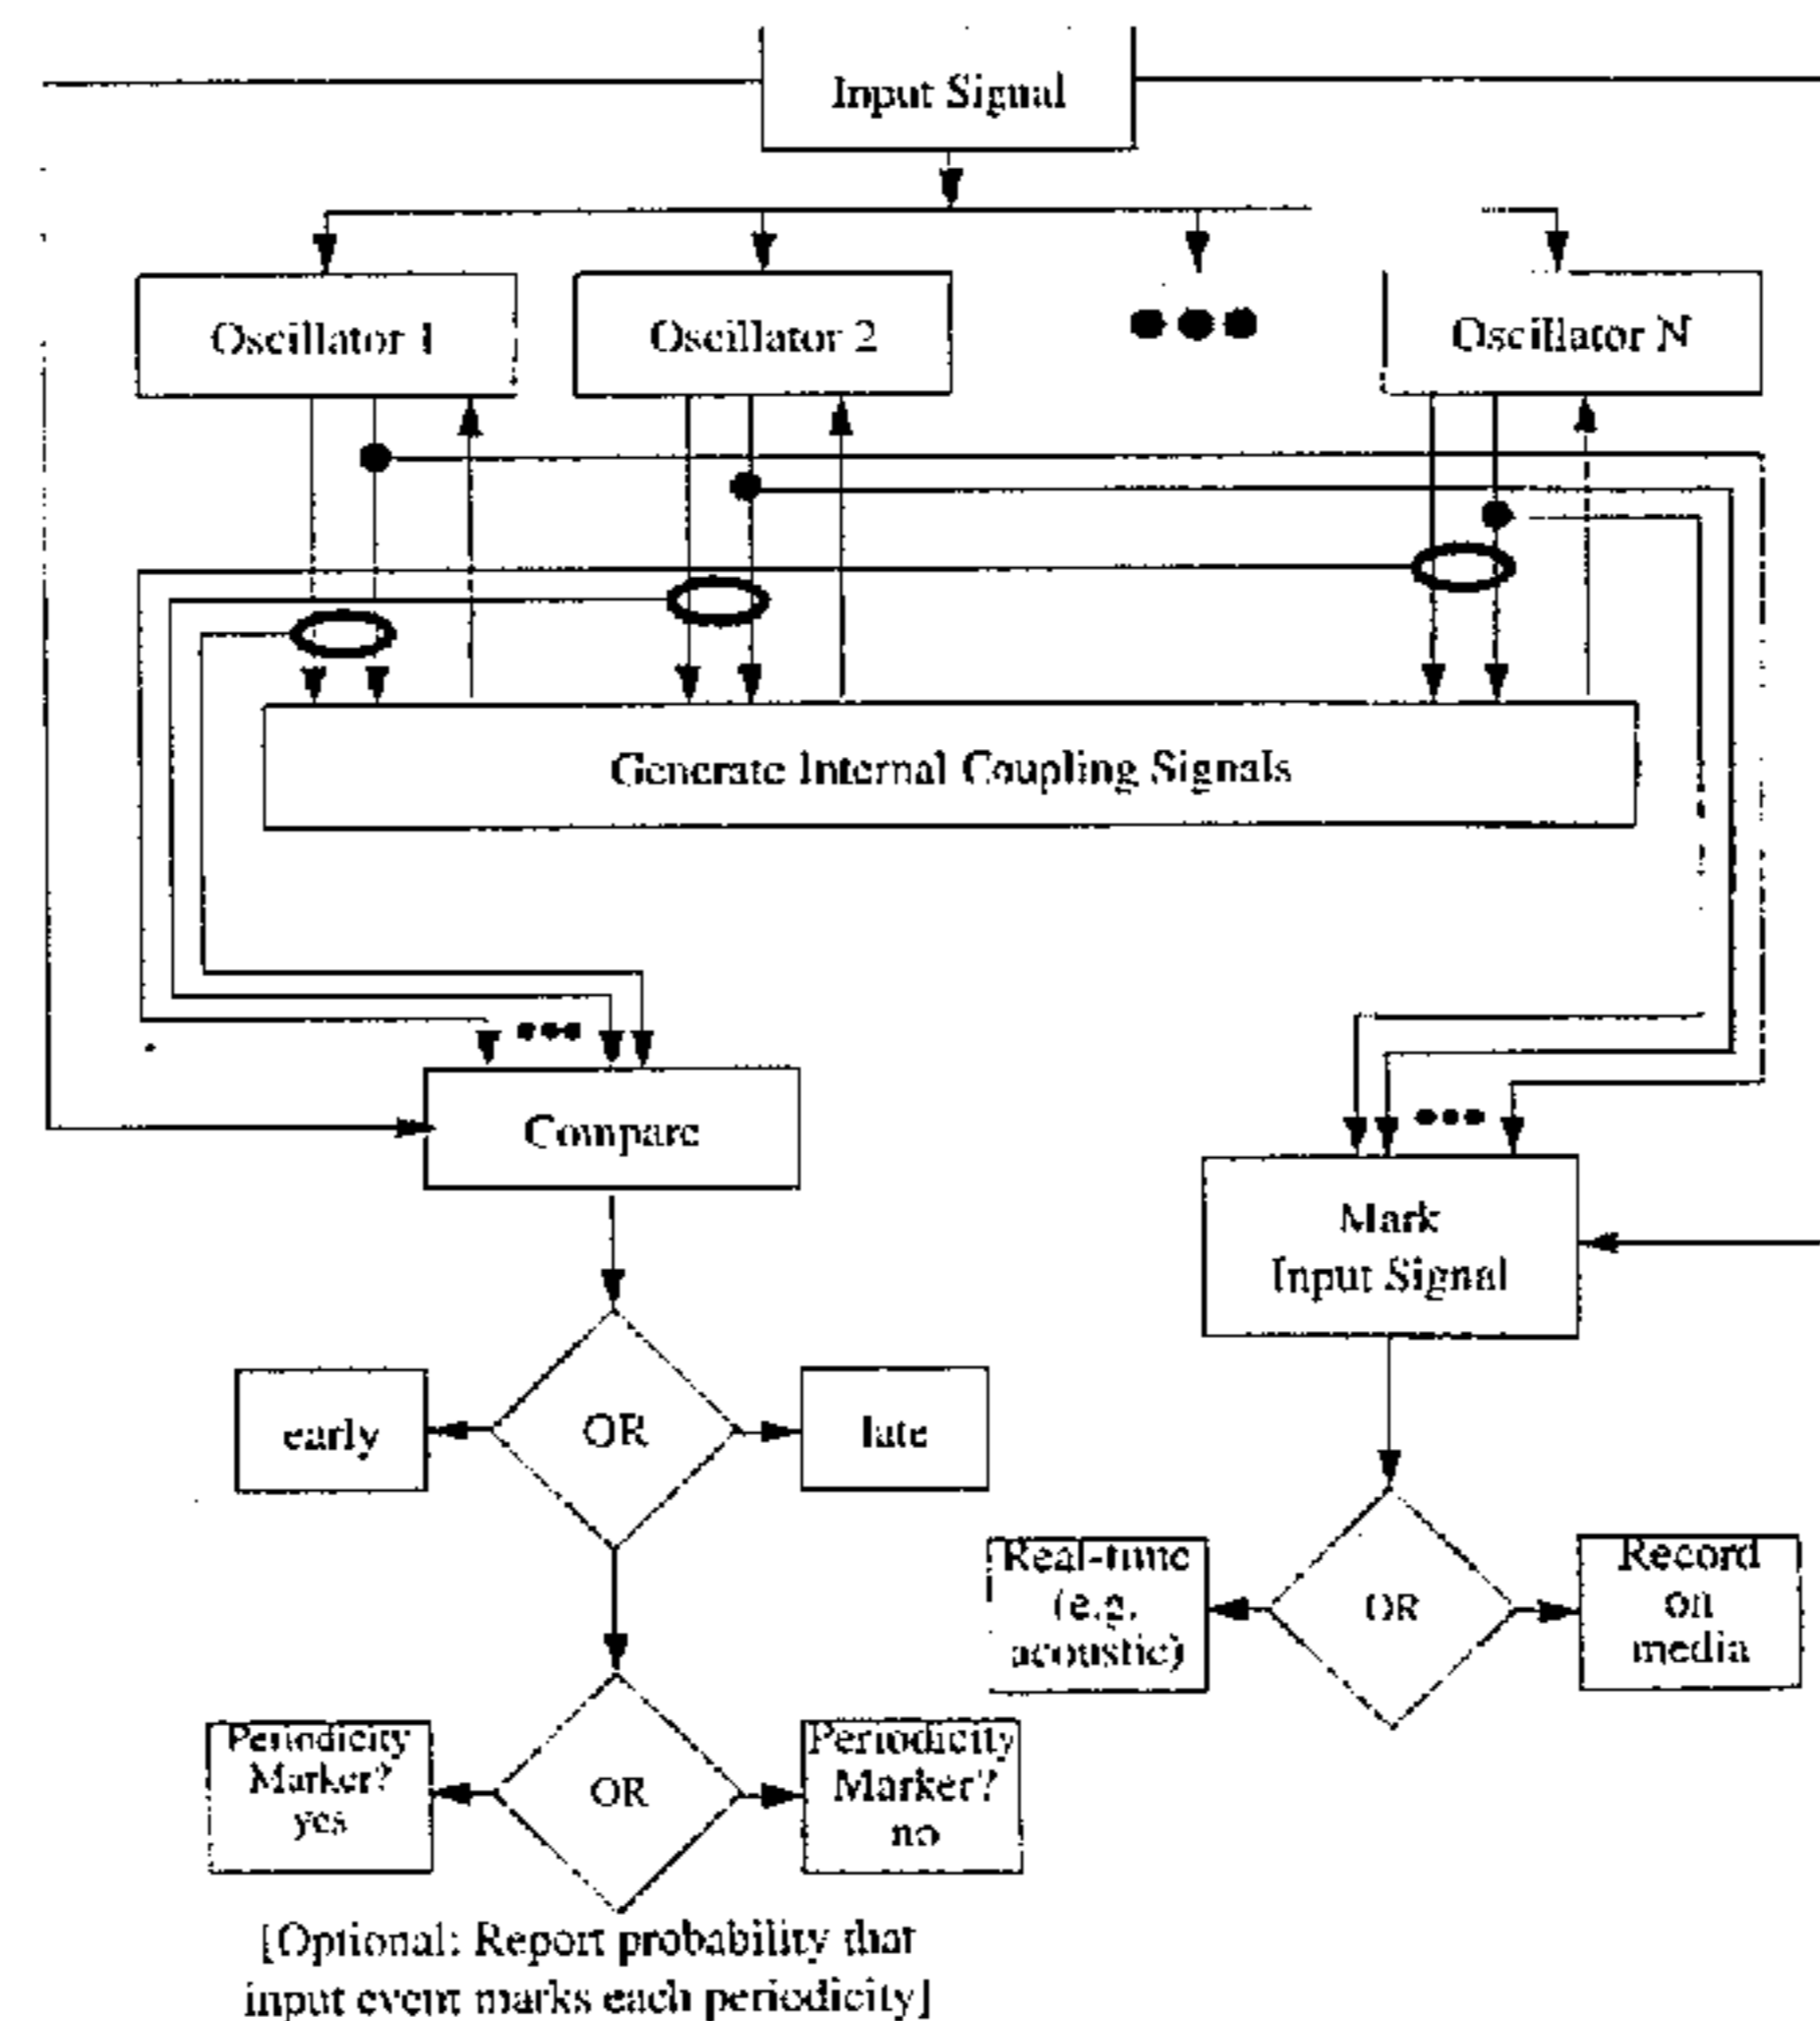 Input Signal
Oscillator 1
Oscillator 2
Oscillator N
Generate Internal Coupling Signals
Compare
Mark
Input Signal
early
OR
late
Real-time
(e.g.
acoustic)
OR
Record
on
media
Periodicity
Marker?
yes
OR
Periodicity
Marker?
no
[Optional: Report probability that
input event marks each periodicity]